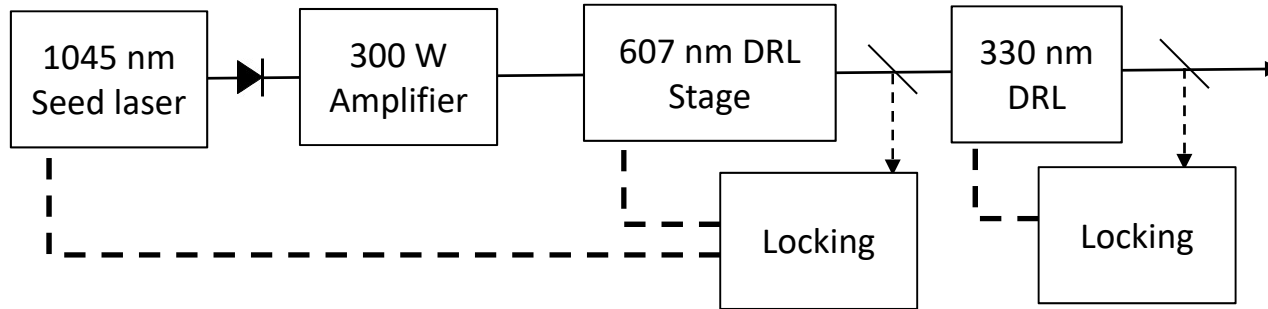 1045 nm
Seed laser
300 W
Amplifier
607 nm DRL
Stage
330 nm
DRL
Locking
Locking